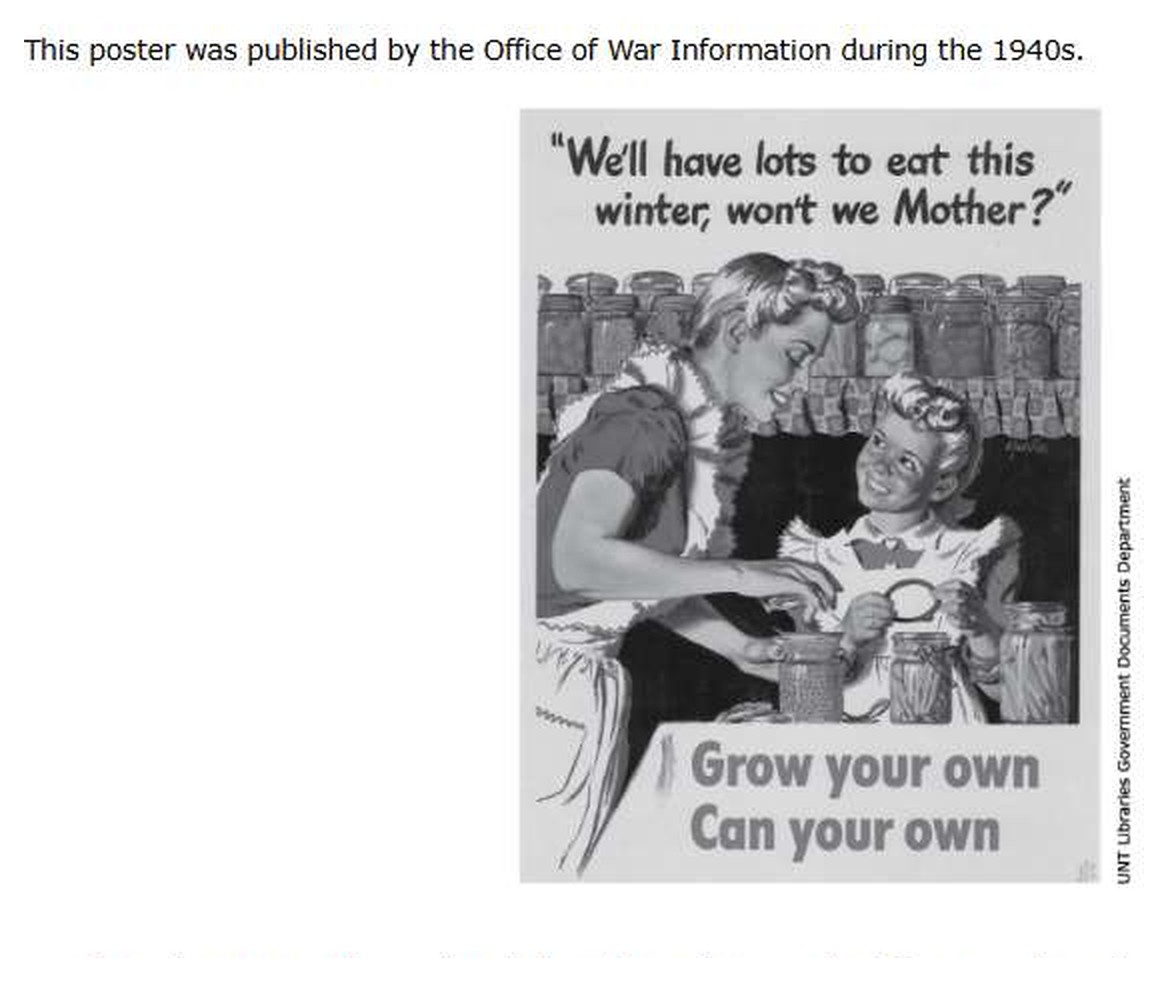 This poster was published by the Office of War Information during the 1940s.
"We'll have lots to eat this
winter, won't we Mother?"
Grow your own
Can your own
UNT Libraries Government Documents Department